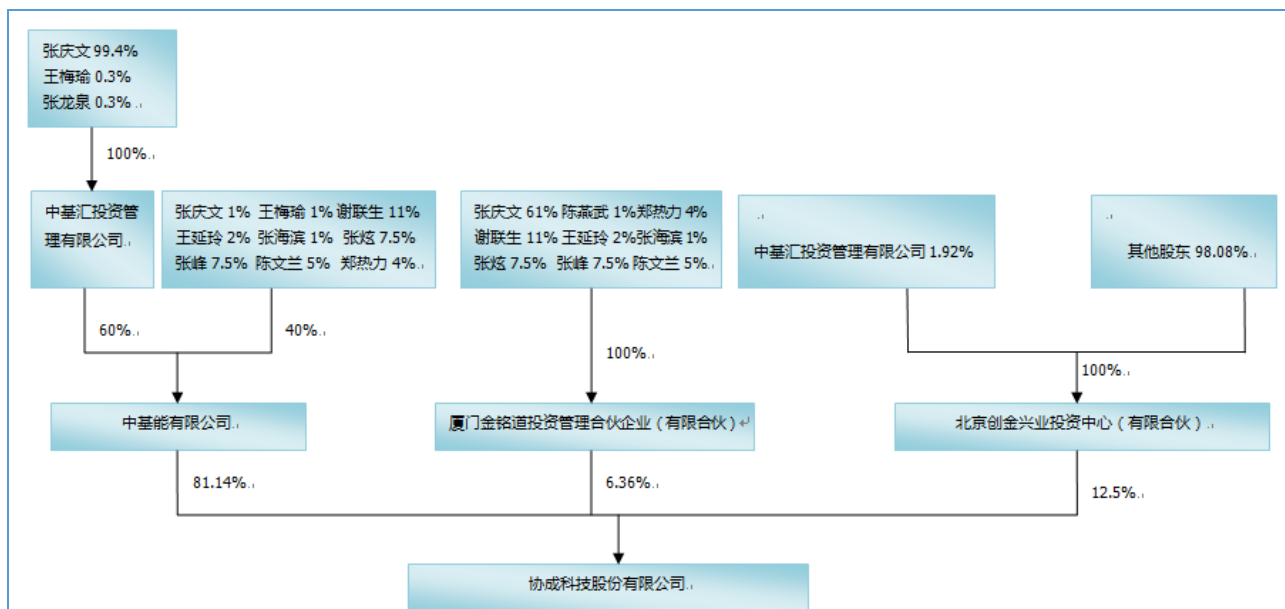 张庆文 99.4%
王梅瑜 0.3%
张龙泉 0.3%
100%
中基汇投资管
理有限公司
张庆文 1% 王梅瑜 1% 谢联生 11%
王延玲 2% 张海滨 1% 张炫 7.5%
张峰 7.5% 陈文兰 5% 郑热力 4%
张庆文 61% 陈燕武 1%郑热力 4%
谢联生 11% 王延玲 2%张海滨 1%
张炫 7.5% 张峰 7.5% 陈文兰 5%
中基汇投资管理有限公司 1.92%
其他股东 98.08%
60%
40%
100%
100%
中基能有限公司
厦门金铭道投资管理合伙企业（有限合伙）
北京创金兴业投资中心（有限合伙）
81.14%
6.36%
12.5%
协成科技股份有限公司